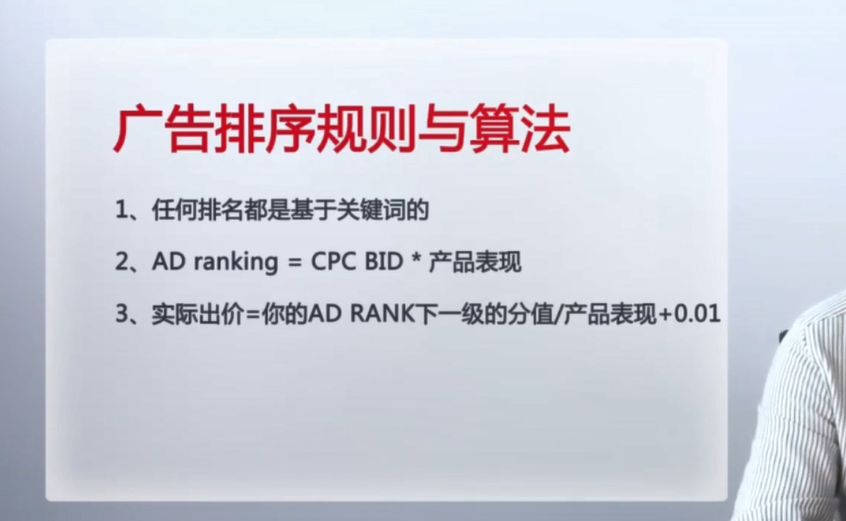 广告排序规则与算法
1、任何排名都是基于关键词的
2、AD ranking = CPC BID * 产品表现
3、实际出价=你的AD RANK下一级的分值/产品表现+0.01